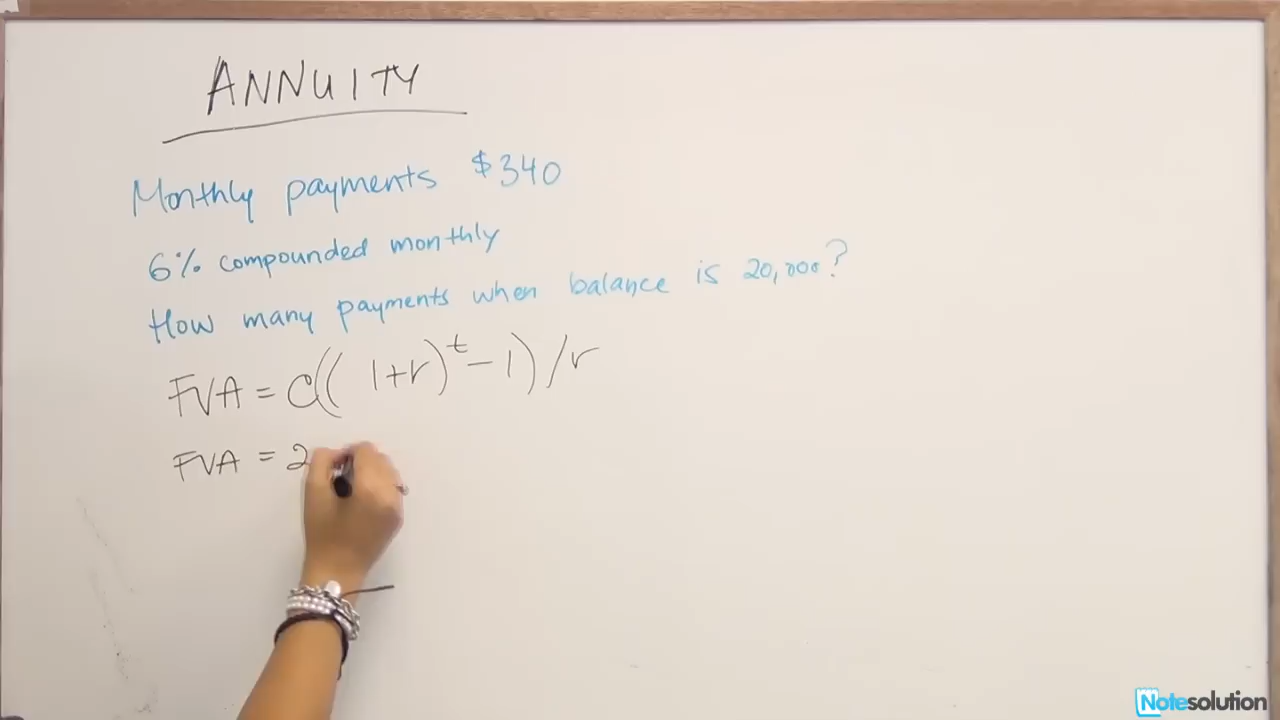 ANNUITY
Monthly payments $340
6% compounded monthly
How many payments when balance is 20,000?
FVA = C((1+r)^t - 1)/r
FVA = 2
Notesolution